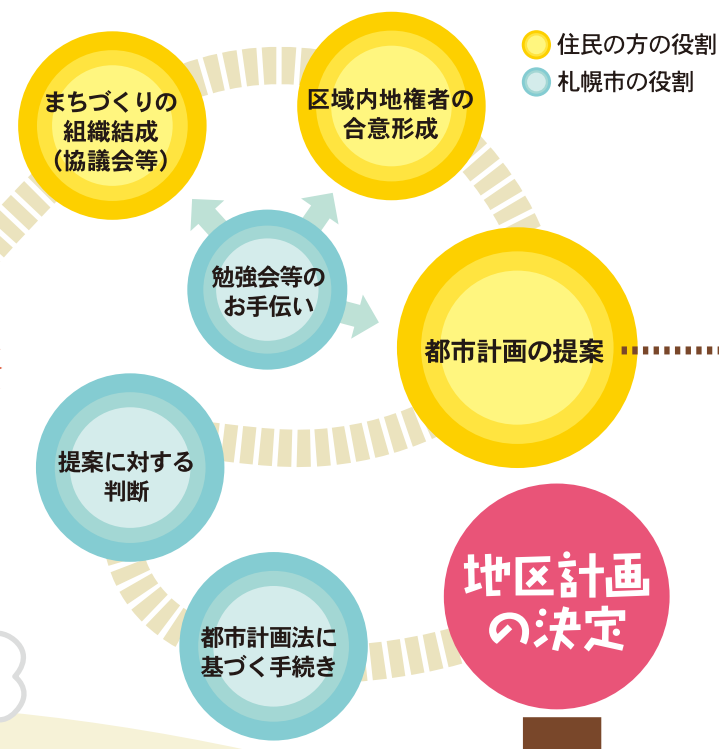 住民の方の役割
札幌市の役割
まちづくりの
組織結成
（協議会等）
区域内地権者の
合意形成
勉強会等の
お手伝い
都市計画の提案
提案に対する
判断
都市計画法に
基づく手続き
地区計画
の決定